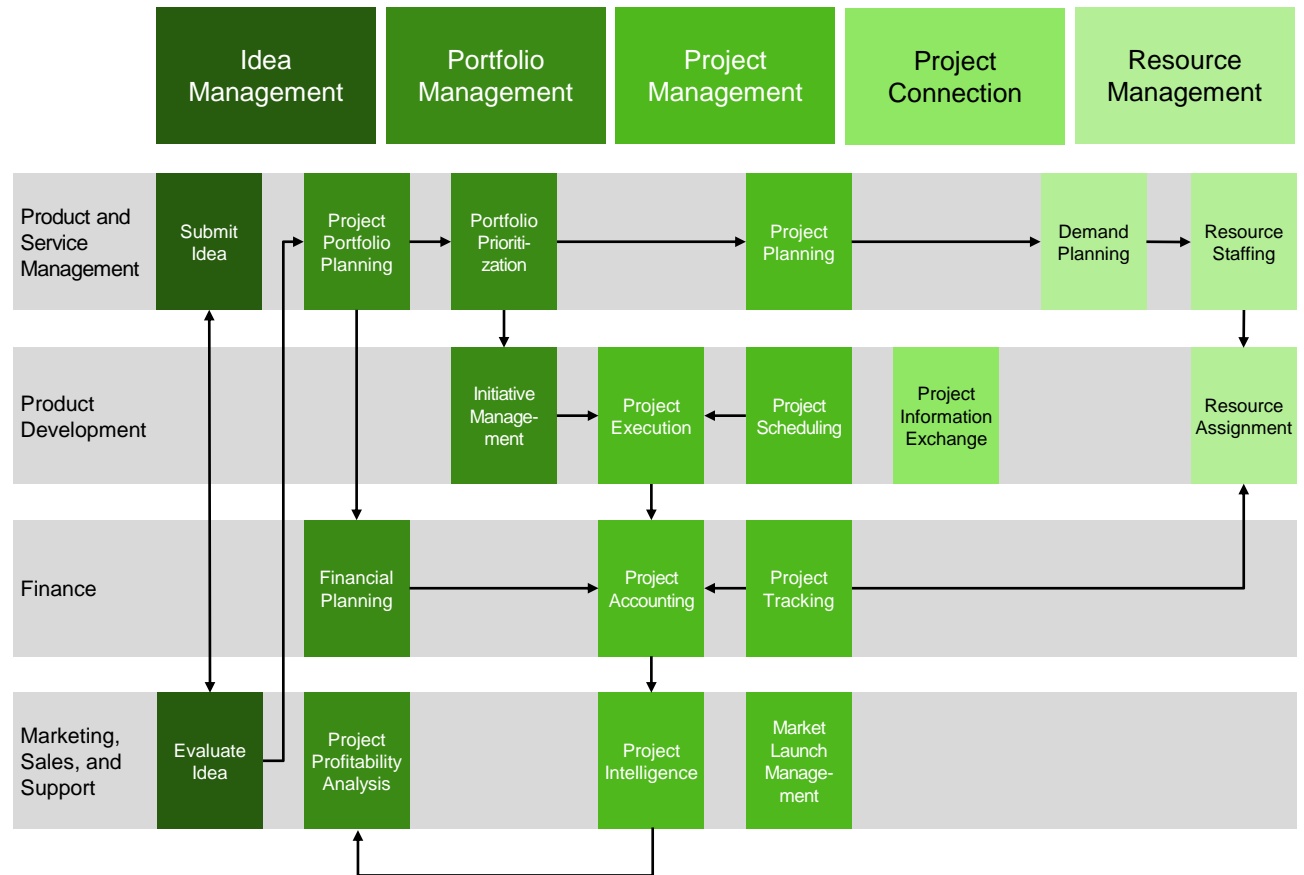 Idea
Management
Portfolio
Management
Project
Management
Project
Connection
Resource
Management
Product and
Service
Management
Submit
Idea
Project
Portfolio
Planning
Portfolio
Prioriti-
zation
Project
Planning
Demand
Planning
Resource
Staffing
Product
Development
Initiative
Manage-
ment
Project
Execution
Project
Scheduling
Project
Information
Exchange
Resource
Assignment
Finance
Financial
Planning
Project
Accounting
Project
Tracking
Marketing,
Sales, and
Support
Evaluate
Idea
Project
Profitability
Analysis
Project
Intelligence
Market
Launch
Manage-
ment